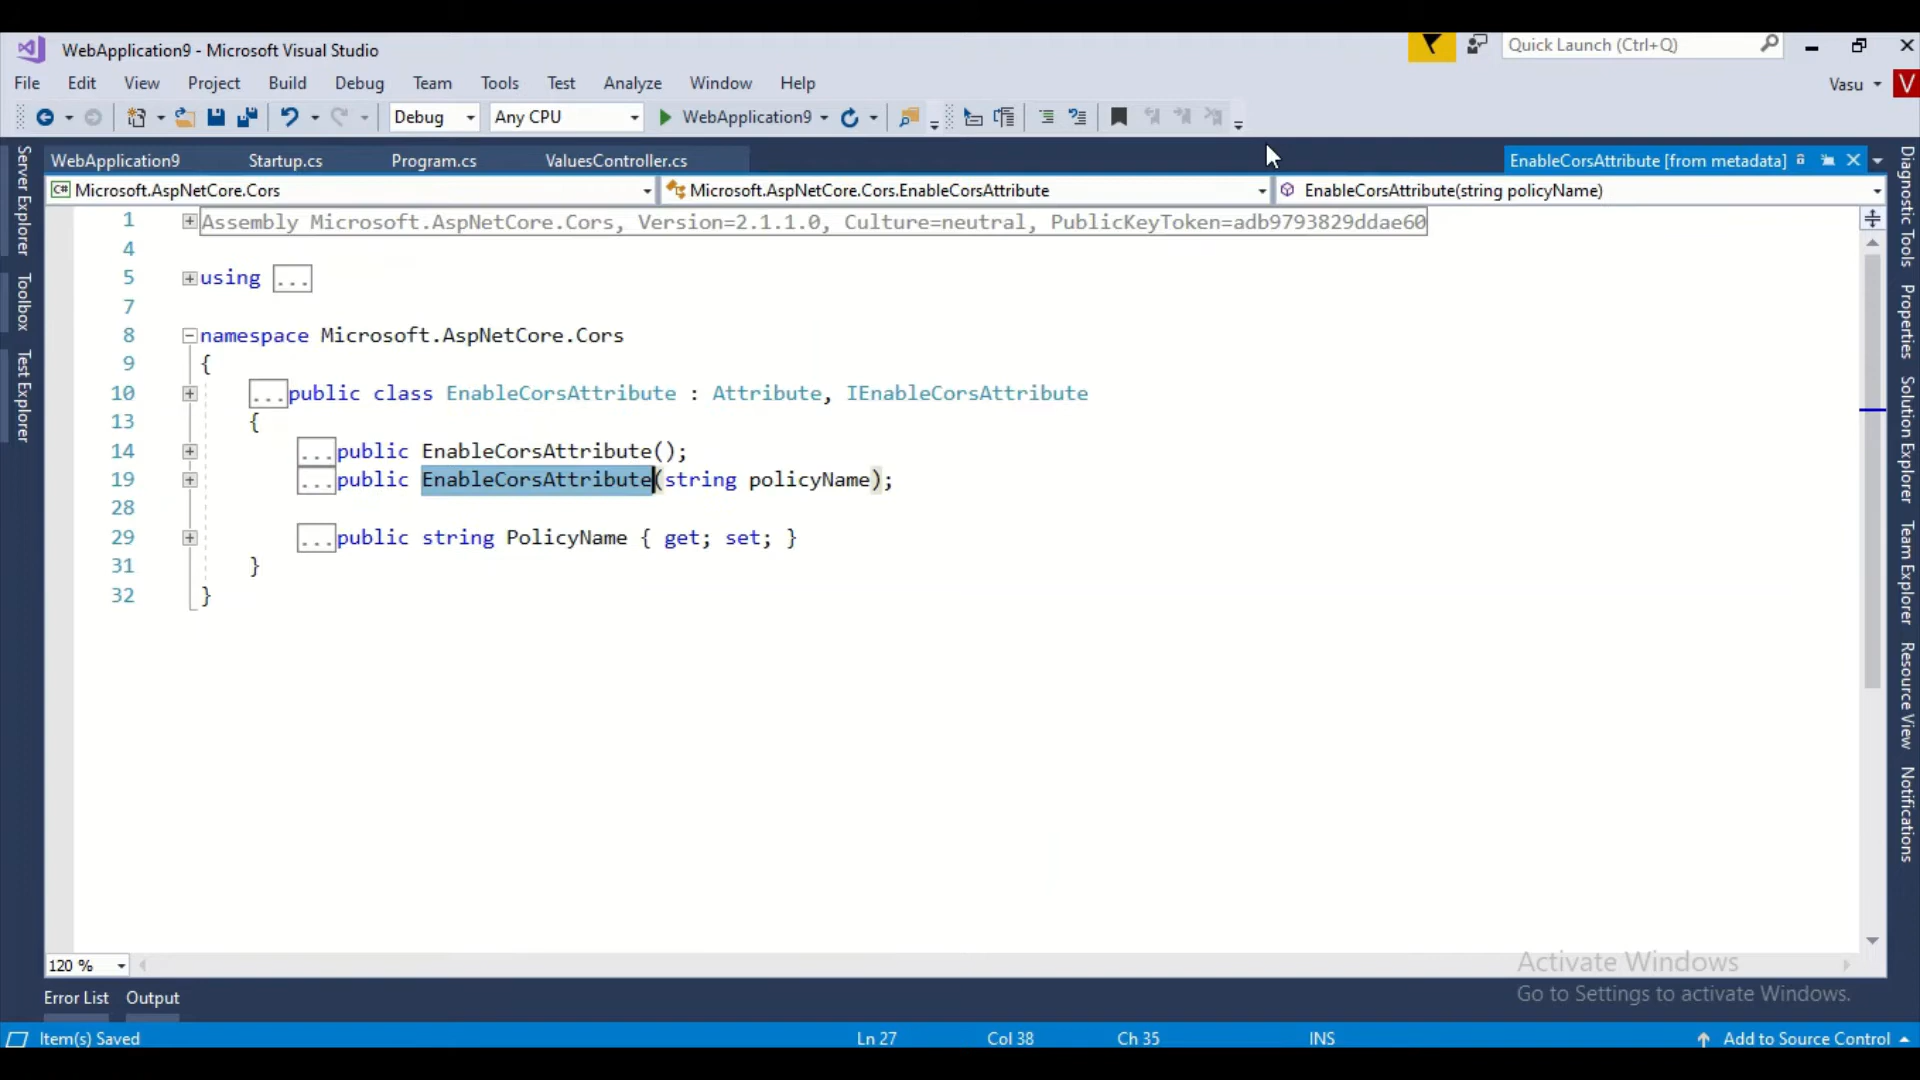 WebApplication9 - Microsoft Visual Studio
Quick Launch (Ctrl+Q)
File Edit View Project Build Debug Team Tools Test Analyze Window Help
Vasu V
Debug Any CPU WebApplication9
WebApplication9 Startup.cs Program.cs ValuesController.cs EnableCorsAttribute [from metadata]
C# Microsoft.AspNetCore.Cors Microsoft.AspNetCore.Cors.EnableCorsAttribute EnableCorsAttribute(string policyName)
1 Assembly Microsoft.AspNetCore.Cors, Version=2.1.1.0, Culture=neutral, PublicKeyToken=adb9793829ddae60
4
5 using ...
7
8 namespace Microsoft.AspNetCore.Cors
9 {
10 ...public class EnableCorsAttribute : Attribute, IEnableCorsAttribute
13 {
14 ...public EnableCorsAttribute();
19 ...public EnableCorsAttribute(string policyName);
28
29 ...public string PolicyName { get; set; }
31 }
32 }
Server Explorer
Toolbox
Test Explorer
Diagnostic Tools
Properties
Solution Explorer
Team Explorer
Resource View
Notifications
120 %
Activate Windows
Go to Settings to activate Windows.
Error List Output
Item(s) Saved Ln 27 Col 38 Ch 35 INS Add to Source Control